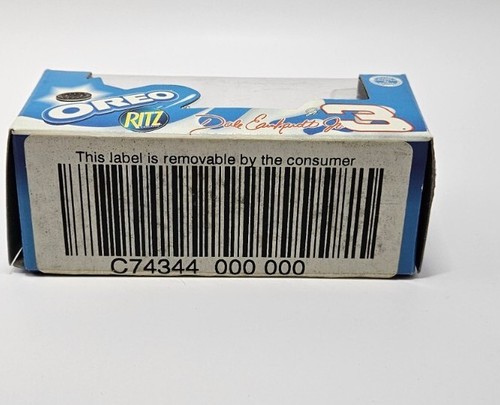 OREO
RITZ
Dale Earnhardt Jr
3
This label is removable by the consumer
C74344 000 000